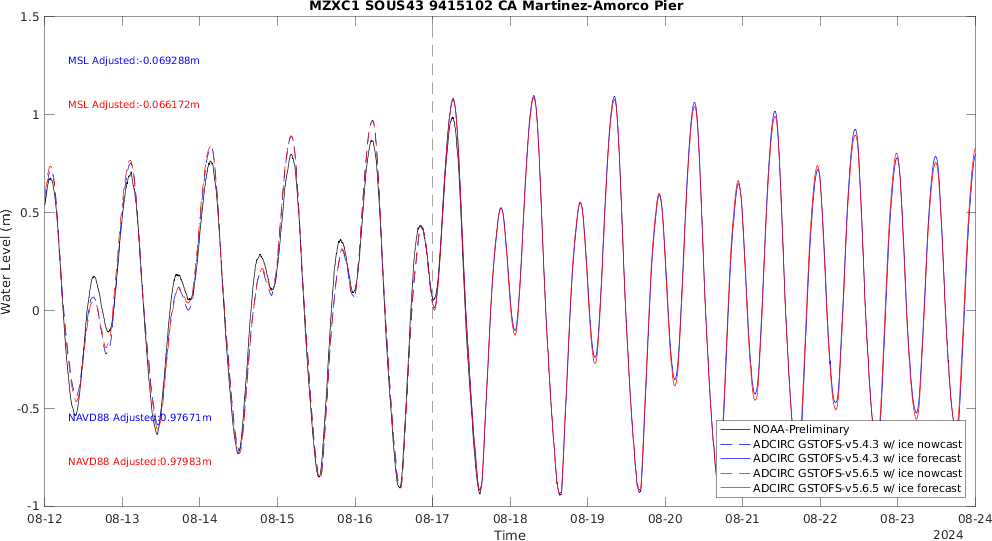 MZXC1 SOUS43 9415102 CA Martinez-Amorco Pier
1.5
1
0.5
0
-0.5
-1
Water Level (m)
MSL Adjusted:-0.069288m
MSL Adjusted:-0.066172m
NAVD88 Adjusted:0.97671m
NAVD88 Adjusted:0.97983m
NOAA-Preliminary
ADCIRC GSTOFS-v5.4.3 w/ ice nowcast
ADCIRC GSTOFS-v5.4.3 w/ ice forecast
ADCIRC GSTOFS-v5.6.5 w/ ice nowcast
ADCIRC GSTOFS-v5.6.5 w/ ice forecast
08-12 08-13 08-14 08-15 08-16 08-17 08-18 08-19 08-20 08-21 08-22 08-23 08-24
Time
2024